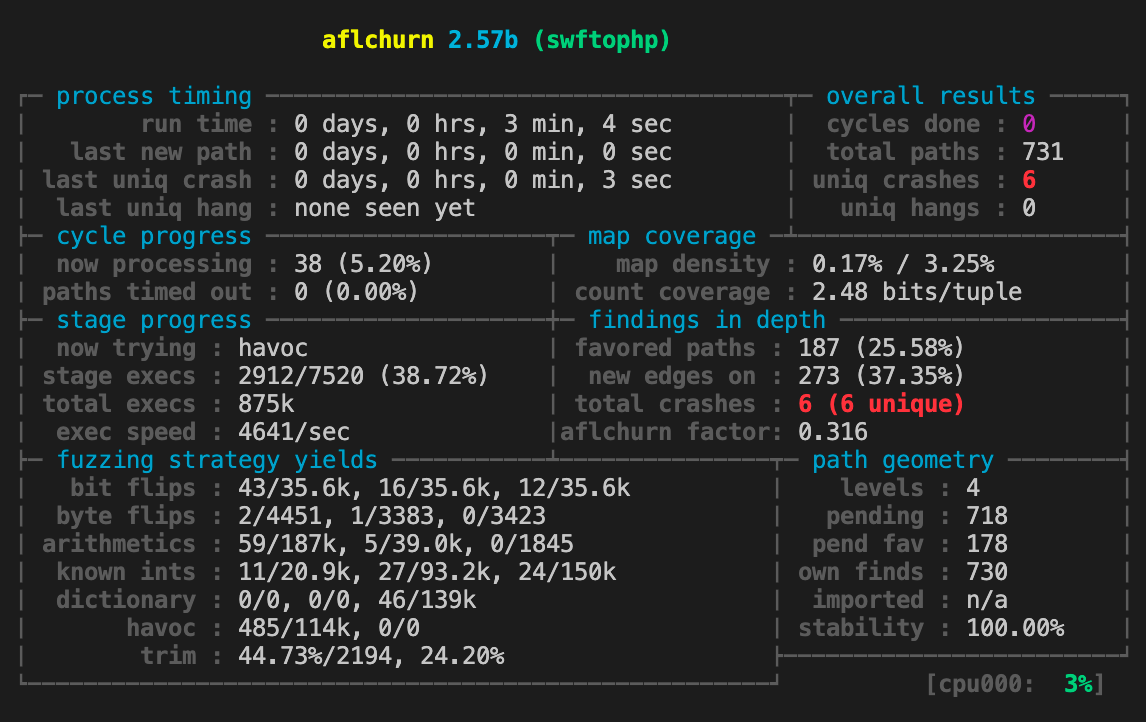 aflchurn 2.57b (swftophp)
process timing overall results
run time : 0 days, 0 hrs, 3 min, 4 sec cycles done : 0
last new path : 0 days, 0 hrs, 0 min, 0 sec total paths : 731
last uniq crash : 0 days, 0 hrs, 0 min, 3 sec uniq crashes : 6
last uniq hang : none seen yet uniq hangs : 0
cycle progress map coverage
now processing : 38 (5.20%) map density : 0.17% / 3.25%
paths timed out : 0 (0.00%) count coverage : 2.48 bits/tuple
stage progress findings in depth
now trying : havoc favored paths : 187 (25.58%)
stage execs : 2912/7520 (38.72%) new edges on : 273 (37.35%)
total execs : 875k total crashes : 6 (6 unique)
exec speed : 4641/sec aflchurn factor: 0.316
fuzzing strategy yields path geometry
bit flips : 43/35.6k, 16/35.6k, 12/35.6k levels : 4
byte flips : 2/4451, 1/3383, 0/3423 pending : 718
arithmetics : 59/187k, 5/39.0k, 0/1845 pend fav : 178
known ints : 11/20.9k, 27/93.2k, 24/150k own finds : 730
dictionary : 0/0, 0/0, 46/139k imported : n/a
havoc : 485/114k, 0/0 stability : 100.00%
trim : 44.73%/2194, 24.20%
[cpu000: 3%]